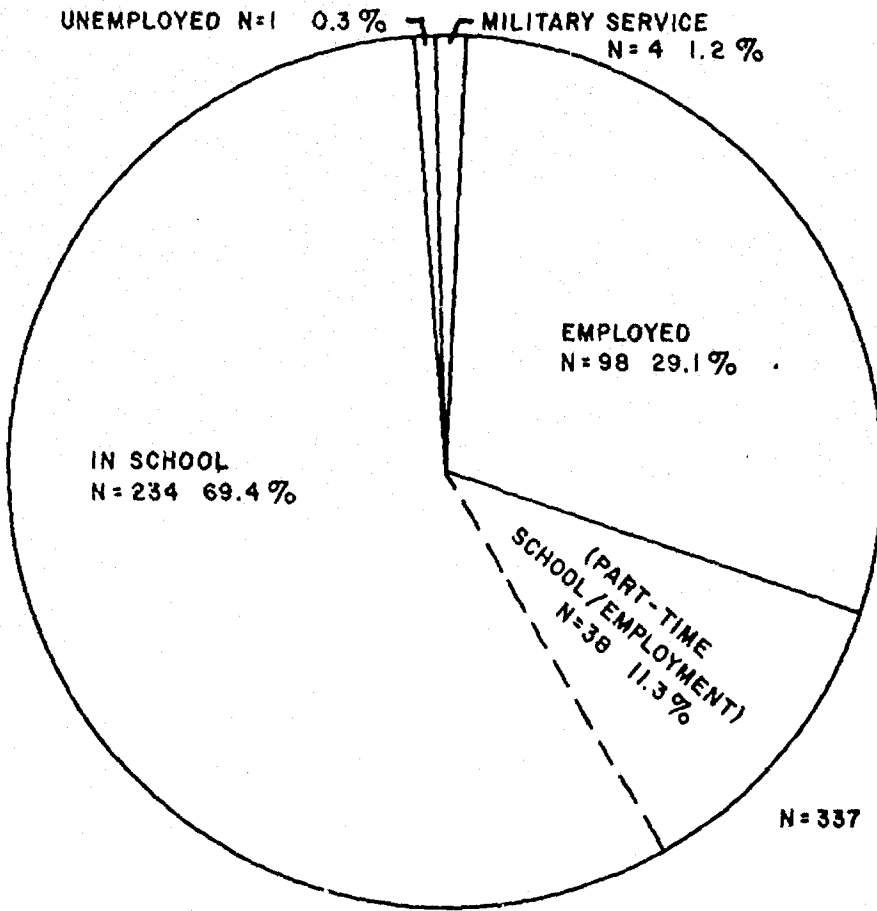 UNEMPLOYED N=1 0.3%
MILITARY SERVICE
N=4 1.2%
EMPLOYED
N=98 29.1%
IN SCHOOL
N=234 69.4%
(PART-TIME
SCHOOL/EMPLOYMENT)
N=38 11.3%
N=337